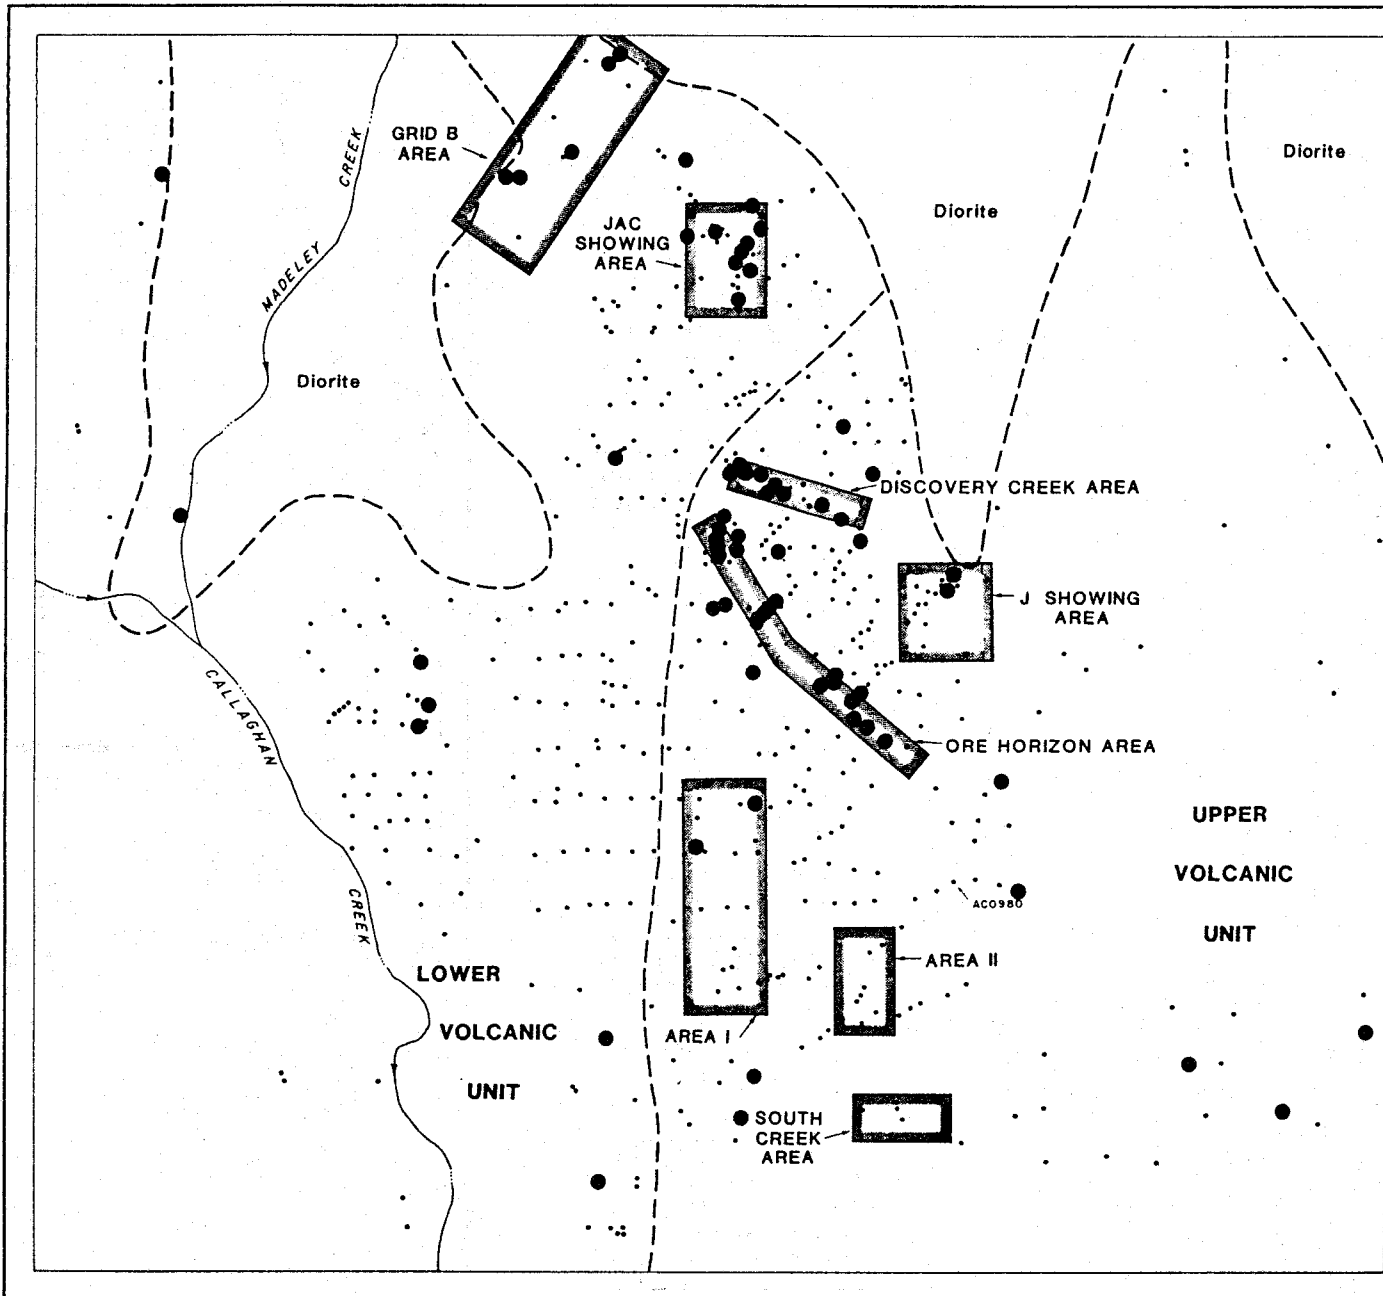 GRID B
AREA
CREEK
MADELEY
JAC
SHOWING
AREA
Diorite
Diorite
Diorite
DISCOVERY CREEK AREA
J SHOWING
AREA
CALLAGHAN
CREEK
ORE HORIZON AREA
UPPER
VOLCANIC
UNIT
AC0980
LOWER
VOLCANIC
UNIT
AREA II
AREA I
SOUTH
CREEK
AREA